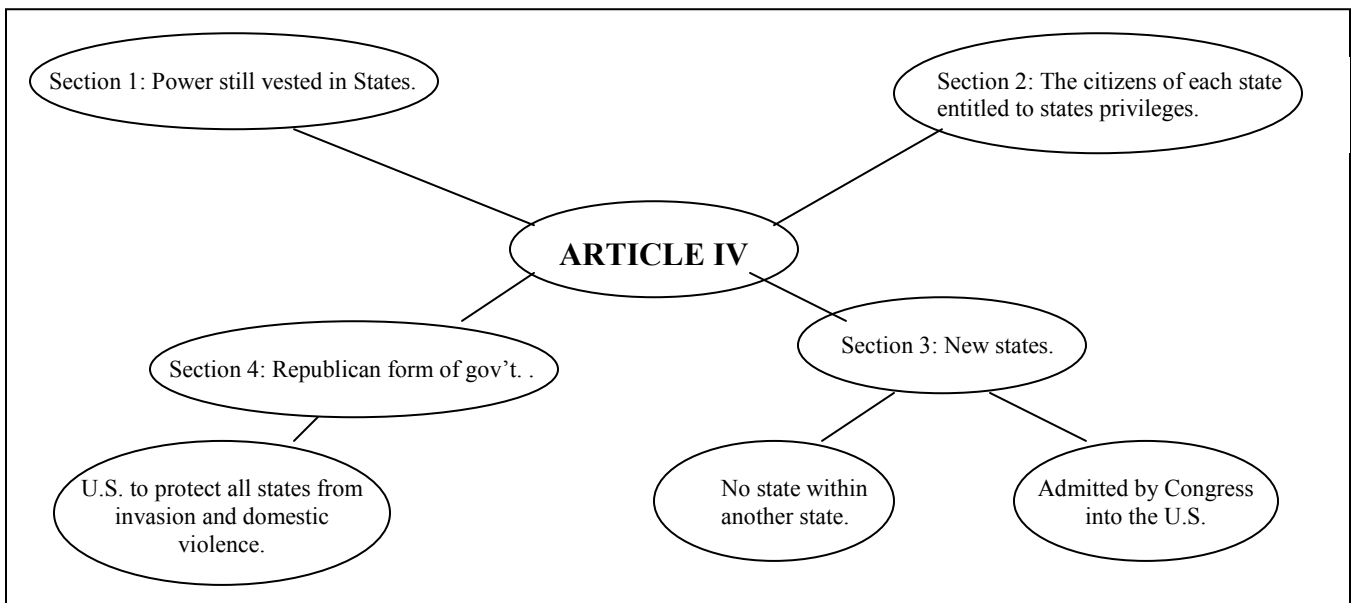 Section 1: Power still vested in States.
Section 2: The citizens of each state
entitled to states privileges.
ARTICLE IV
Section 4: Republican form of gov’t. .
Section 3: New states.
U.S. to protect all states from
invasion and domestic
violence.
No state within
another state.
Admitted by Congress
into the U.S.